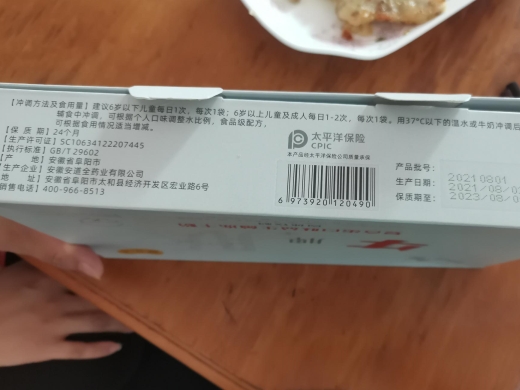 【冲调方法及食用量】建议6岁以下儿童每日1次，每次1袋；6岁以上儿童及成人每日1-2次，每次1袋。用37°C以下的温水或牛奶冲调后
辅食中冲调，可根据个人口味调整水比例，食品级配方，
可根据食用情况适当增减。
【保 质 期】24个月
【生产许可证】SC10634122207445
【执行标准】GB/T29602
【产 地】安徽省阜阳市
生产企业】安徽安道全药业有限公司
地 址】安徽省阜阳市太和县经济开发区宏业路6号
销售电话】400-966-8513
太平洋保险
CPIC
本产品由太平洋保险公司质量承保
6 973920 120490
产品批号： 20210801
生产日期： 2021/08/0
保质期至： 2023/08/0